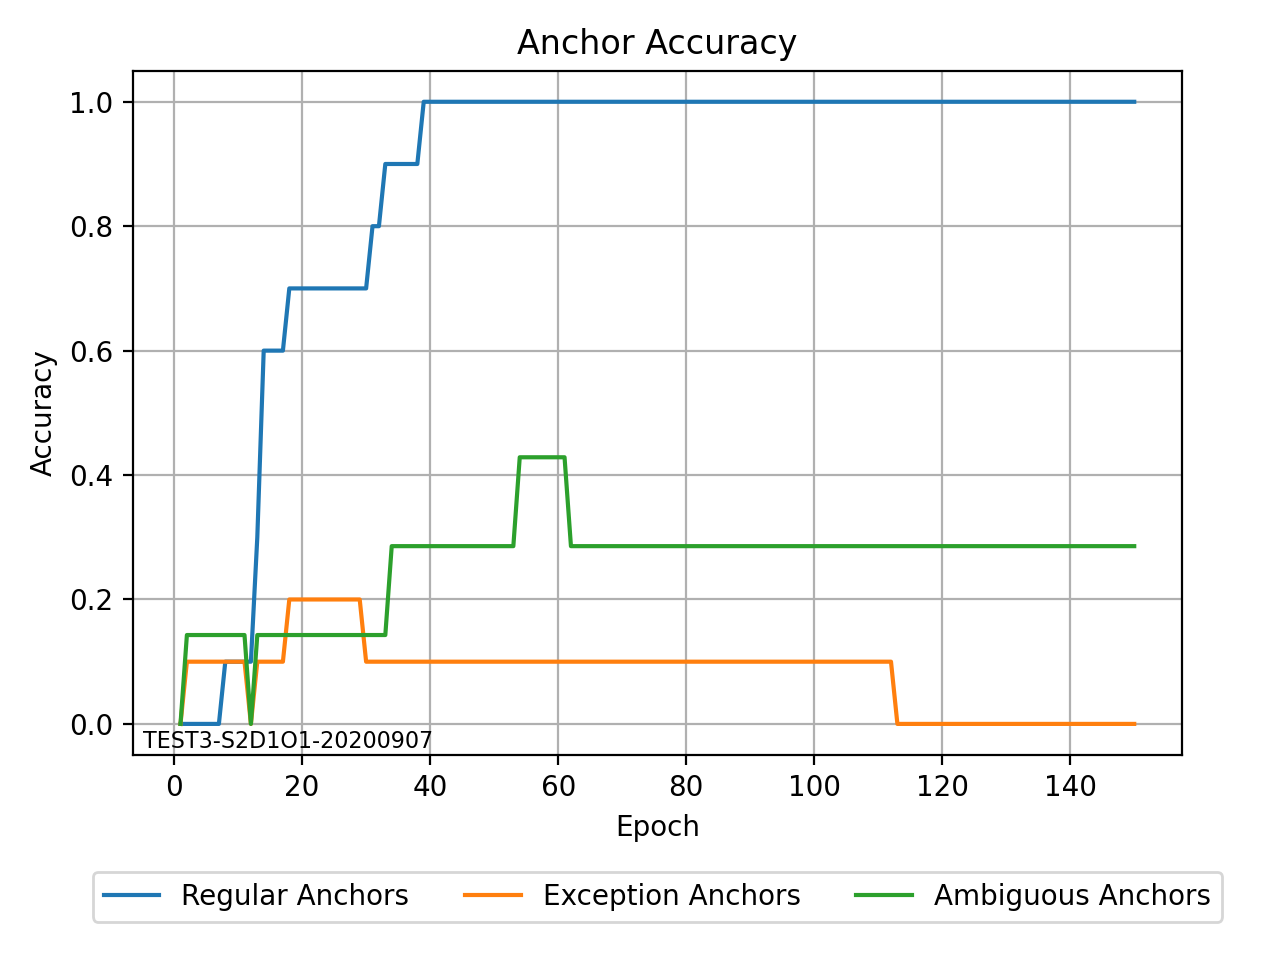 Anchor Accuracy
1.0
0.8
0.6
0.4
0.2
0.0
Accuracy
TEST3-S2D1O1-20200907
0 20 40 60 80 100 120 140
Epoch
Regular Anchors Exception Anchors Ambiguous Anchors